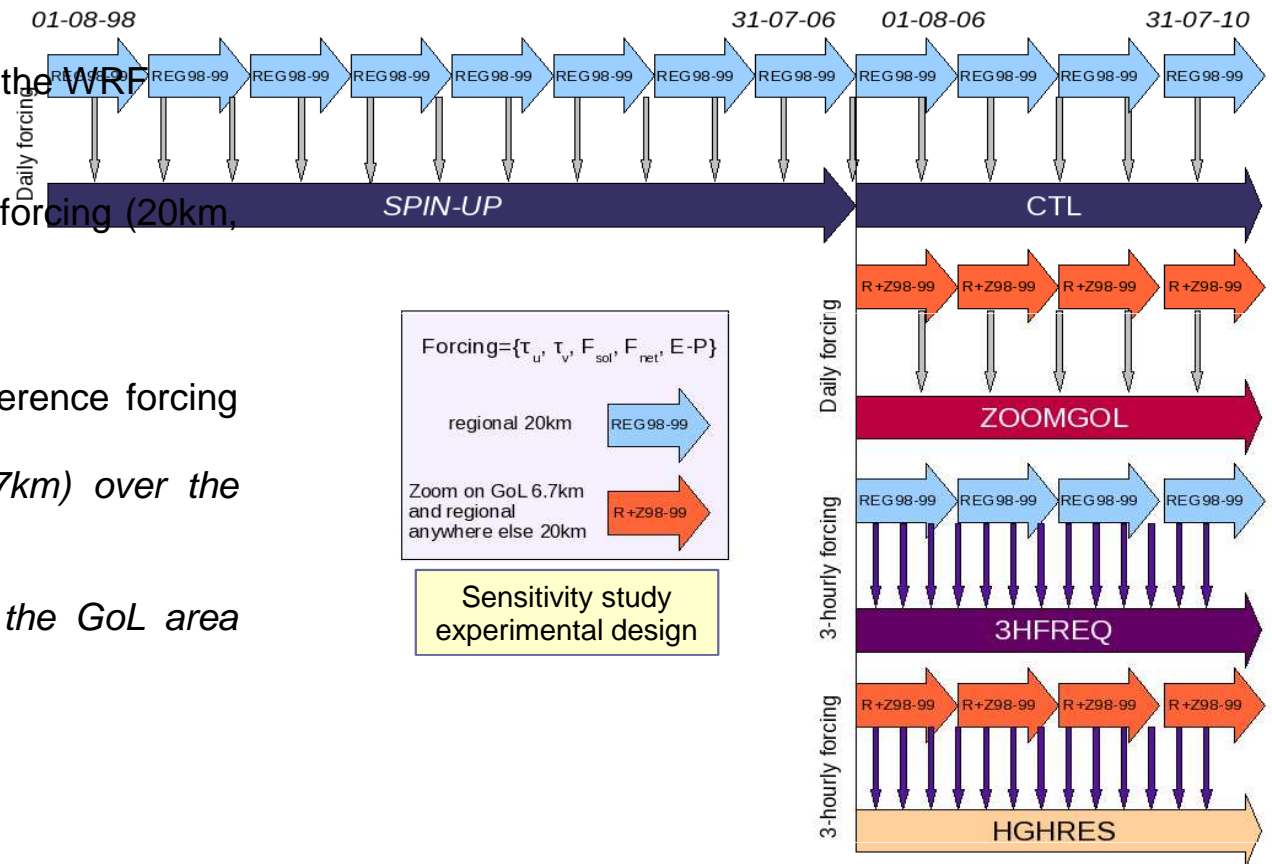 01-08-98 31-07-06 01-08-06 31-07-10
the WRF
REG98-99 REG98-99 REG98-99 REG98-99 REG98-99 REG98-99 REG98-99 REG98-99 REG98-99 REG98-99 REG98-99 REG98-99
Daily forcing
SPIN-UP CTL
forcing (20km,
R+Z98-99 R+Z98-99 R+Z98-99 R+Z98-99
Daily forcing
ZOOMGOL
Forcing={τu, τv, Fsol, Fnet, E-P}
regional 20km REG98-99
Zoom on GoL 6.7km
and regional
anywhere else 20km
R+Z98-99
erence forcing
7km) over the
the GoL area
Sensitivity study
experimental design
REG98-99 REG98-99 REG98-99 REG98-99
3-hourly forcing
3HFREQ
R+Z98-99 R+Z98-99 R+Z98-99 R+Z98-99
3-hourly forcing
HGHRES